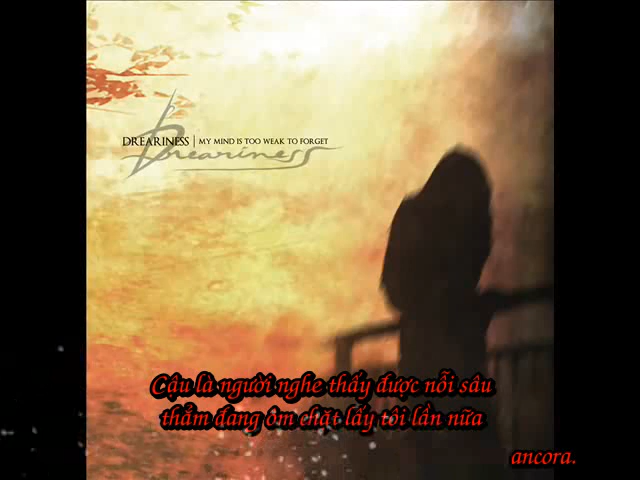 DREARINESS | MY MIND IS TOO WEAK TO FORGET
Dreariness
Cậu là người nghe thấy được nỗi sâu
thẳm đang ôm chặt lấy tôi lần nữa
ancora.